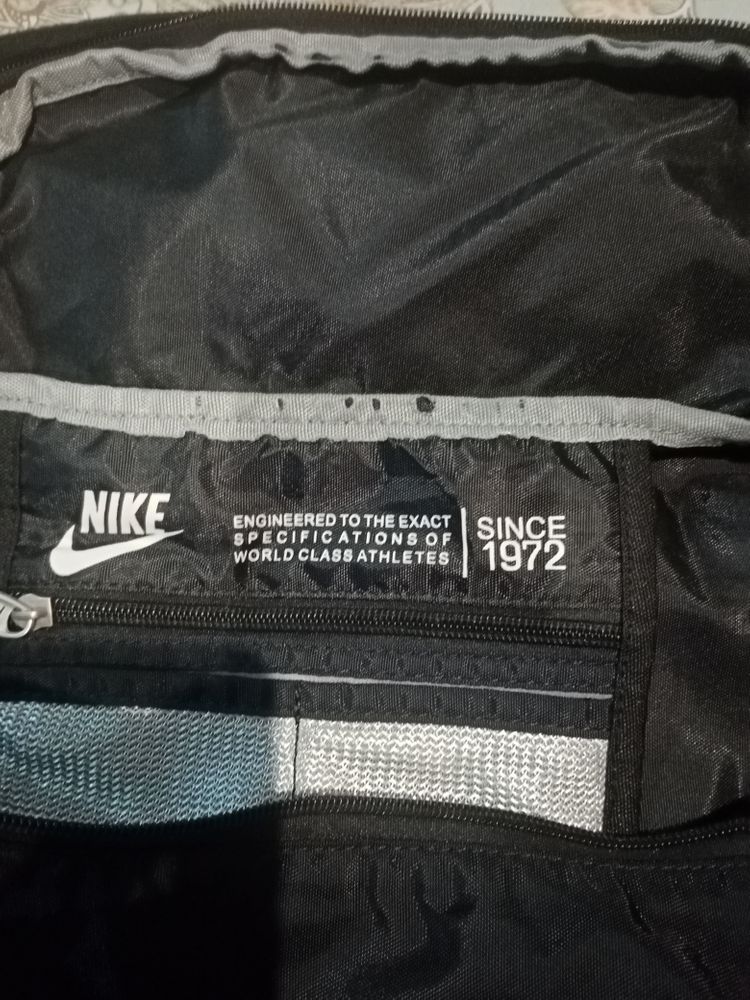 NIKE
ENGINEERED TO THE EXACT
SPECIFICATIONS OF
WORLD CLASS ATHLETES
SINCE
1972